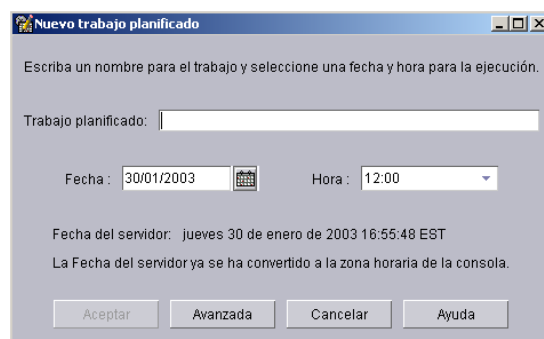 Nuevo trabajo planificado
Escriba un nombre para el trabajo y seleccione una fecha y hora para la ejecución.
Trabajo planificado:
Fecha : 30/01/2003 Hora : 12:00
Fecha del servidor: jueves 30 de enero de 2003 16:55:48 EST
La Fecha del servidor ya se ha convertido a la zona horaria de la consola.
Aceptar Avanzada Cancelar Ayuda